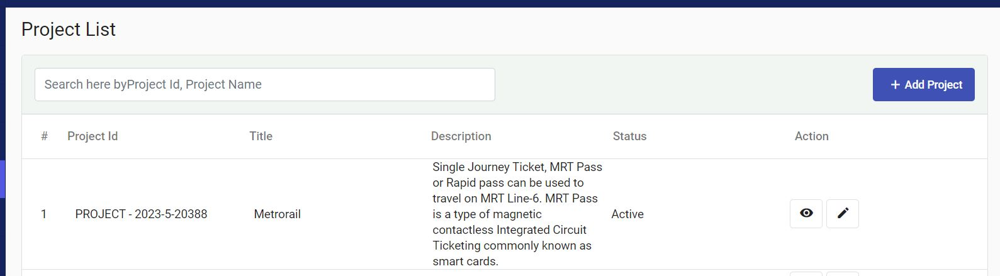 Project List
Search here byProject Id, Project Name
+ Add Project
# Project Id Title Description Status Action
Single Journey Ticket, MRT Pass
or Rapid pass can be used to
travel on MRT Line-6. MRT Pass
1 PROJECT - 2023-5-20388 Metrorail is a type of magnetic Active
contactless Integrated Circuit
Ticketing commonly known as
smart cards.